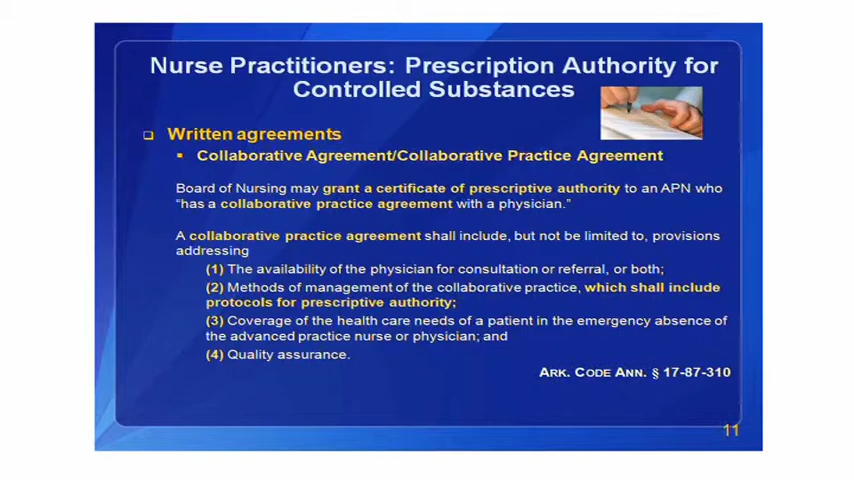 Nurse Practitioners: Prescription Authority for
Controlled Substances
Written agreements
Collaborative Agreement/Collaborative Practice Agreement
Board of Nursing may grant a certificate of prescriptive authority to an APN who
“has a collaborative practice agreement with a physician.”
A collaborative practice agreement shall include, but not be limited to, provisions
addressing
(1) The availability of the physician for consultation or referral, or both;
(2) Methods of management of the collaborative practice, which shall include
protocols for prescriptive authority;
(3) Coverage of the health care needs of a patient in the emergency absence of
the advanced practice nurse or physician; and
(4) Quality assurance.
ARK. CODE ANN. § 17-87-310
11